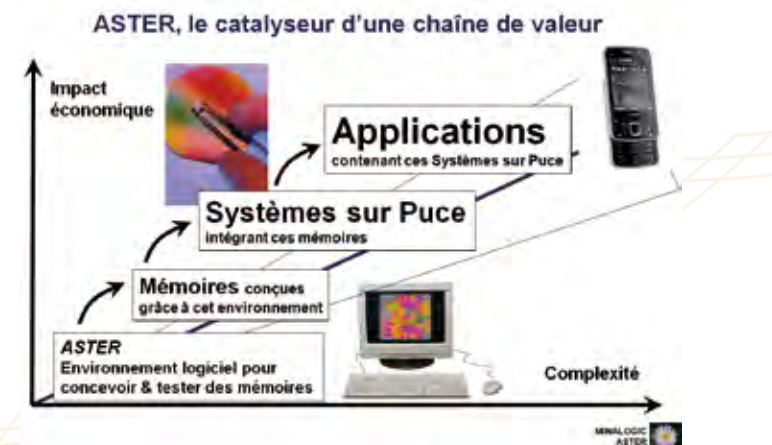 ASTER, le catalyseur d'une chaîne de valeur
Impact
économique
Applications
contenant ces Systèmes sur Puce
Systèmes sur Puce
intégrant ces mémoires
Mémoires conçues
grâce à cet environnement
ASTER
Environnement logiciel pour
concevoir & tester des mémoires
Complexité
MINALOGIC
ASTER